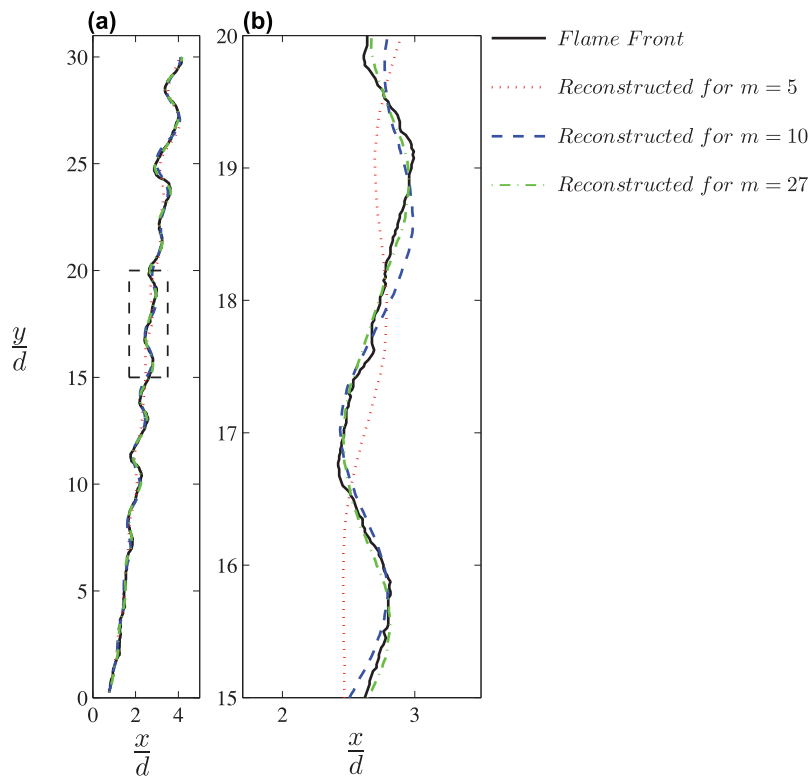 (a)
(b)
30
25
20
15
10
5
0
0 2 4
x/d
y/d
20
19
18
17
16
15
2 3
x/d
Flame Front
Reconstructed for m = 5
Reconstructed for m = 10
Reconstructed for m = 27